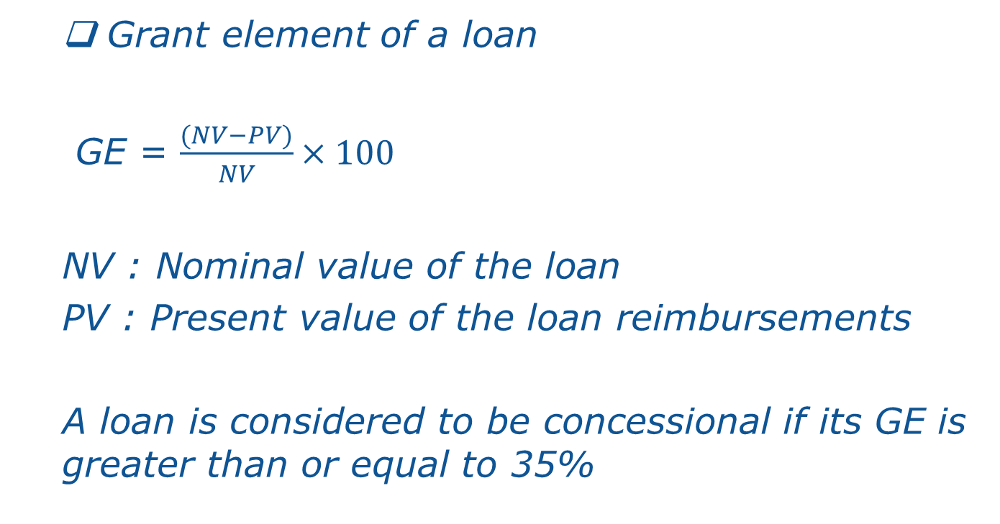 ❑ Grant element of a loan
GE = (NV−PV)/NV × 100
NV : Nominal value of the loan
PV : Present value of the loan reimbursements
A loan is considered to be concessional if its GE is
greater than or equal to 35%